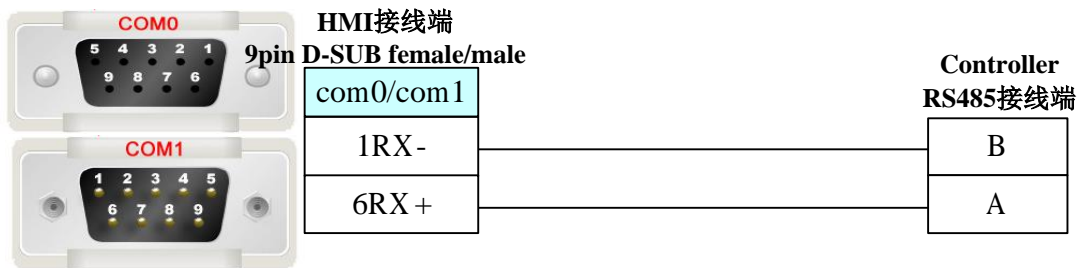 COM0
5 4 3 2 1
9 8 7 6
COM1
1 2 3 4 5
6 7 8 9
HMI接线端
9pin D-SUB female/male
com0/com1
1RX-
6RX+
Controller
RS485接线端
B
A